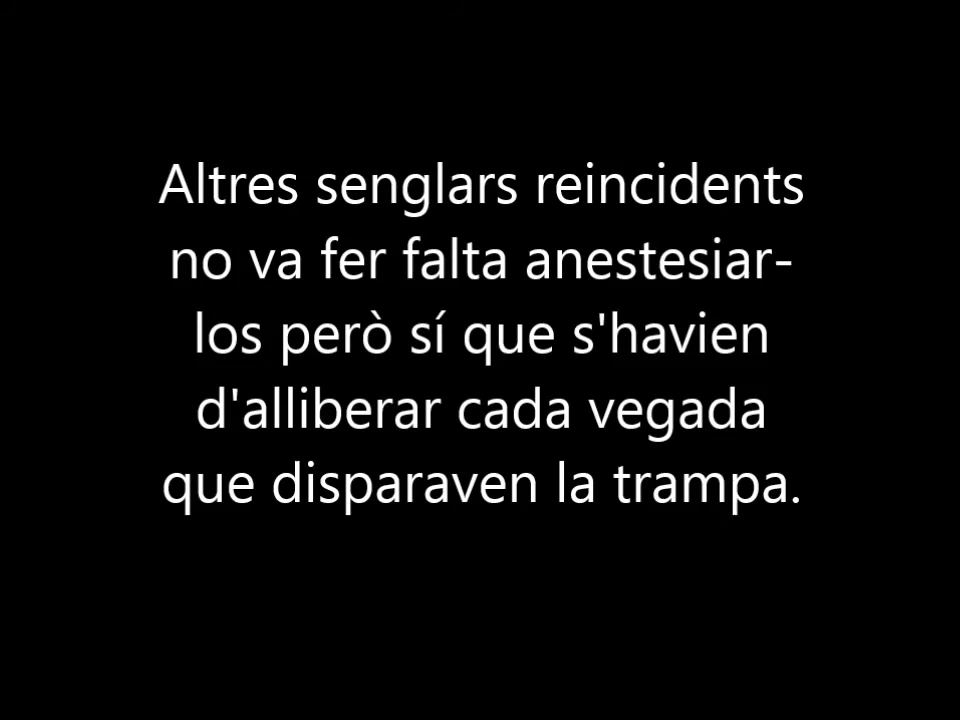 Altres senglars reincidents
no va fer falta anestesiar-
los però sí que s'havien
d'alliberar cada vegada
que disparaven la trampa.